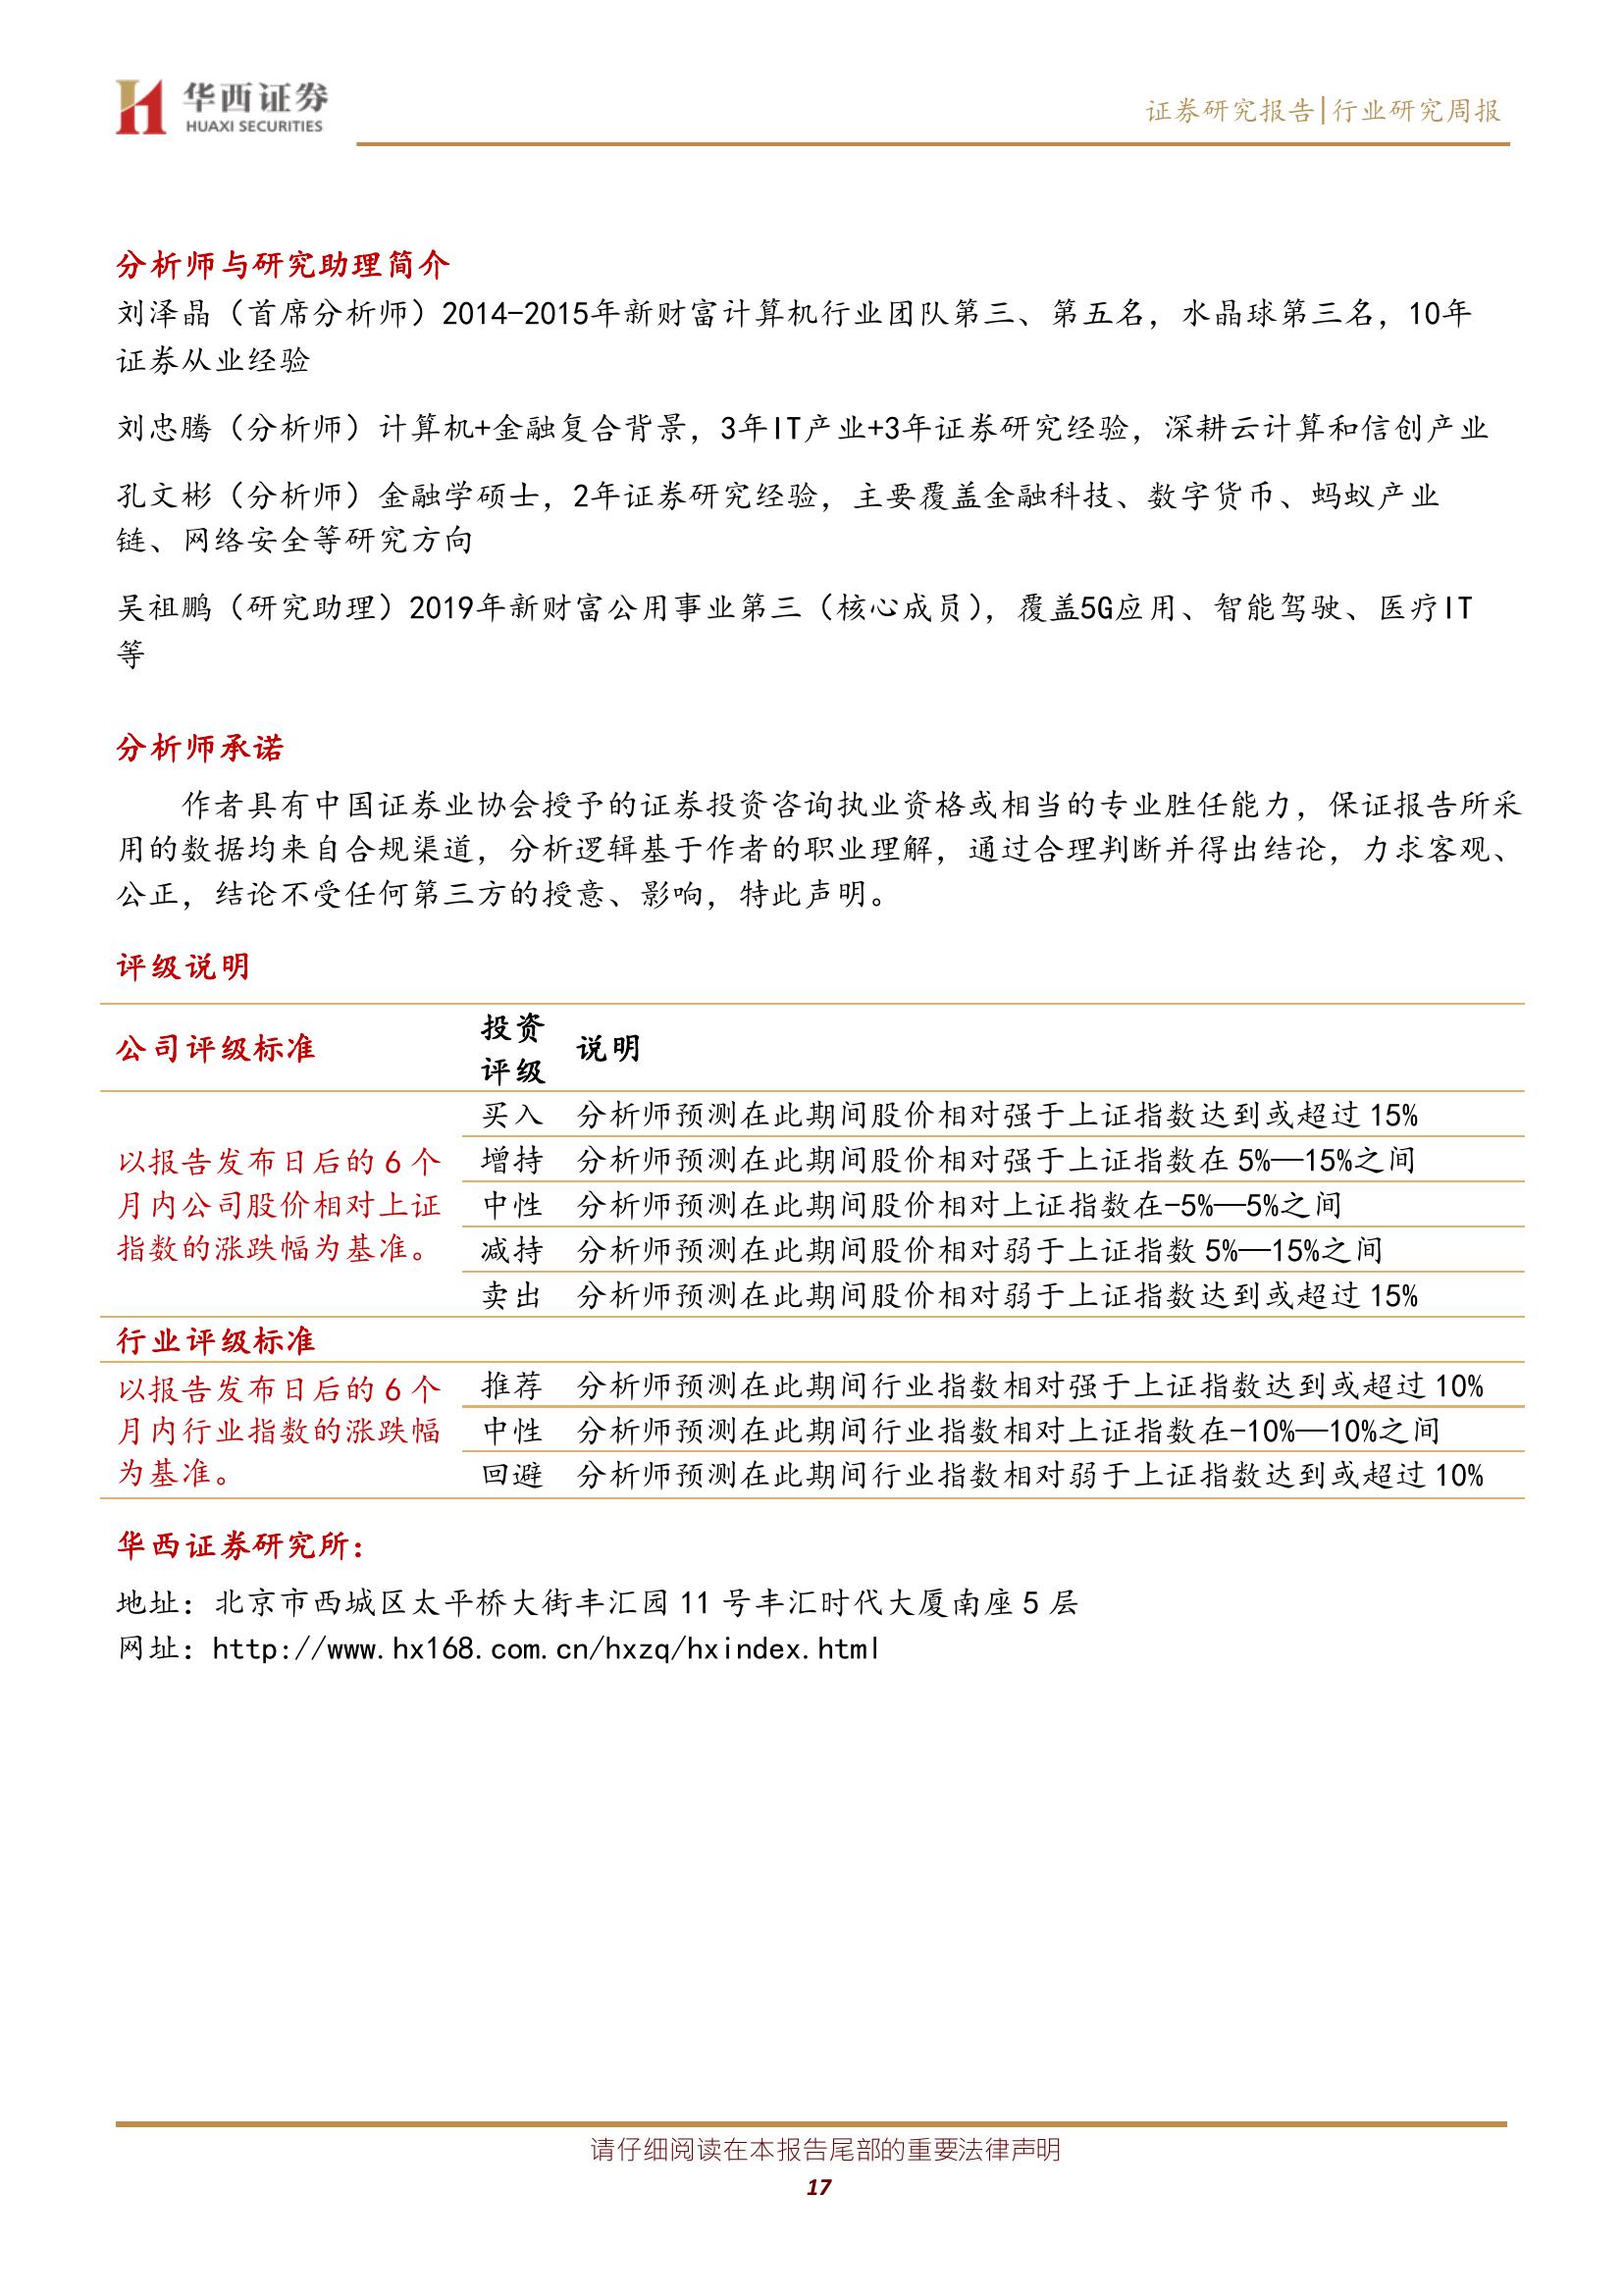 华西证券
HUAXI SECURITIES
证券研究报告|行业研究周报
分析师与研究助理简介
刘泽晶（首席分析师）2014-2015年新财富计算机行业团队第三、第五名，水晶球第三名，10年
证券从业经验
刘忠腾（分析师）计算机+金融复合背景，3年IT产业+3年证券研究经验，深耕云计算和信创产业
孔文彬（分析师）金融学硕士，2年证券研究经验，主要覆盖金融科技、数字货币、蚂蚁产业
链、网络安全等研究方向
吴祖鹏（研究助理）2019年新财富公用事业第三（核心成员），覆盖5G应用、智能驾驶、医疗IT
等
分析师承诺
作者具有中国证券业协会授予的证券投资咨询执业资格或相当的专业胜任能力，保证报告所采
用的数据均来自合规渠道，分析逻辑基于作者的职业理解，通过合理判断并得出结论，力求客观、
公正，结论不受任何第三方的授意、影响，特此声明。
评级说明
公司评级标准 投资评级 说明
以报告发布日后的 6 个
月内公司股价相对上证
指数的涨跌幅为基准。
买入 分析师预测在此期间股价相对强于上证指数达到或超过 15%
增持 分析师预测在此期间股价相对强于上证指数在 5%—15%之间
中性 分析师预测在此期间股价相对上证指数在-5%—5%之间
减持 分析师预测在此期间股价相对弱于上证指数 5%—15%之间
卖出 分析师预测在此期间股价相对弱于上证指数达到或超过 15%
行业评级标准
以报告发布日后的 6 个
月内行业指数的涨跌幅
为基准。
推荐 分析师预测在此期间行业指数相对强于上证指数达到或超过 10%
中性 分析师预测在此期间行业指数相对上证指数在-10%—10%之间
回避 分析师预测在此期间行业指数相对弱于上证指数达到或超过 10%
华西证券研究所：
地址：北京市西城区太平桥大街丰汇园 11 号丰汇时代大厦南座 5 层
网址：http://www.hx168.com.cn/hxzq/hxindex.html
请仔细阅读在本报告尾部的重要法律声明
17